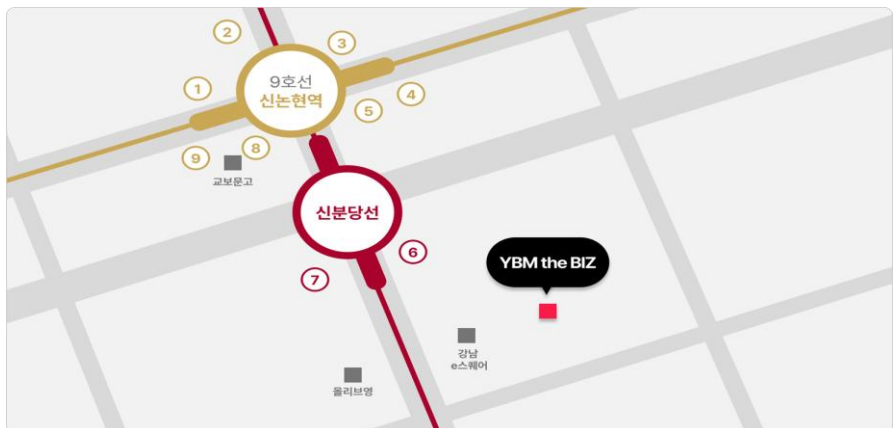 ②
③
9호선
신논현역
①
④
⑤
⑧
⑨
교보문고
신분당선
⑥
⑦
YBM the BIZ
강남
e스퀘어
올리브영